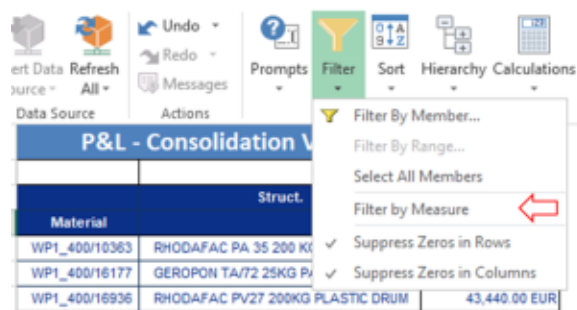 Undo
Redo
Messages
ert Data Refresh
ource All
Prompts Filter Sort Hierarchy Calculations
Data Source Actions
Filter By Member...
Filter By Range...
Select All Members
Filter by Measure
Suppress Zeros in Rows
Suppress Zeros in Columns
P&L - Consolidation V
Struct.
Material
WP1_400/10363 RHODAFAC PA 35 200 KG
WP1_400/16177 GEROPON TA/72 25KG PA
WP1_400/16936 RHODAFAC PV27 200KG PLASTIC DRUM 43,440.00 EUR